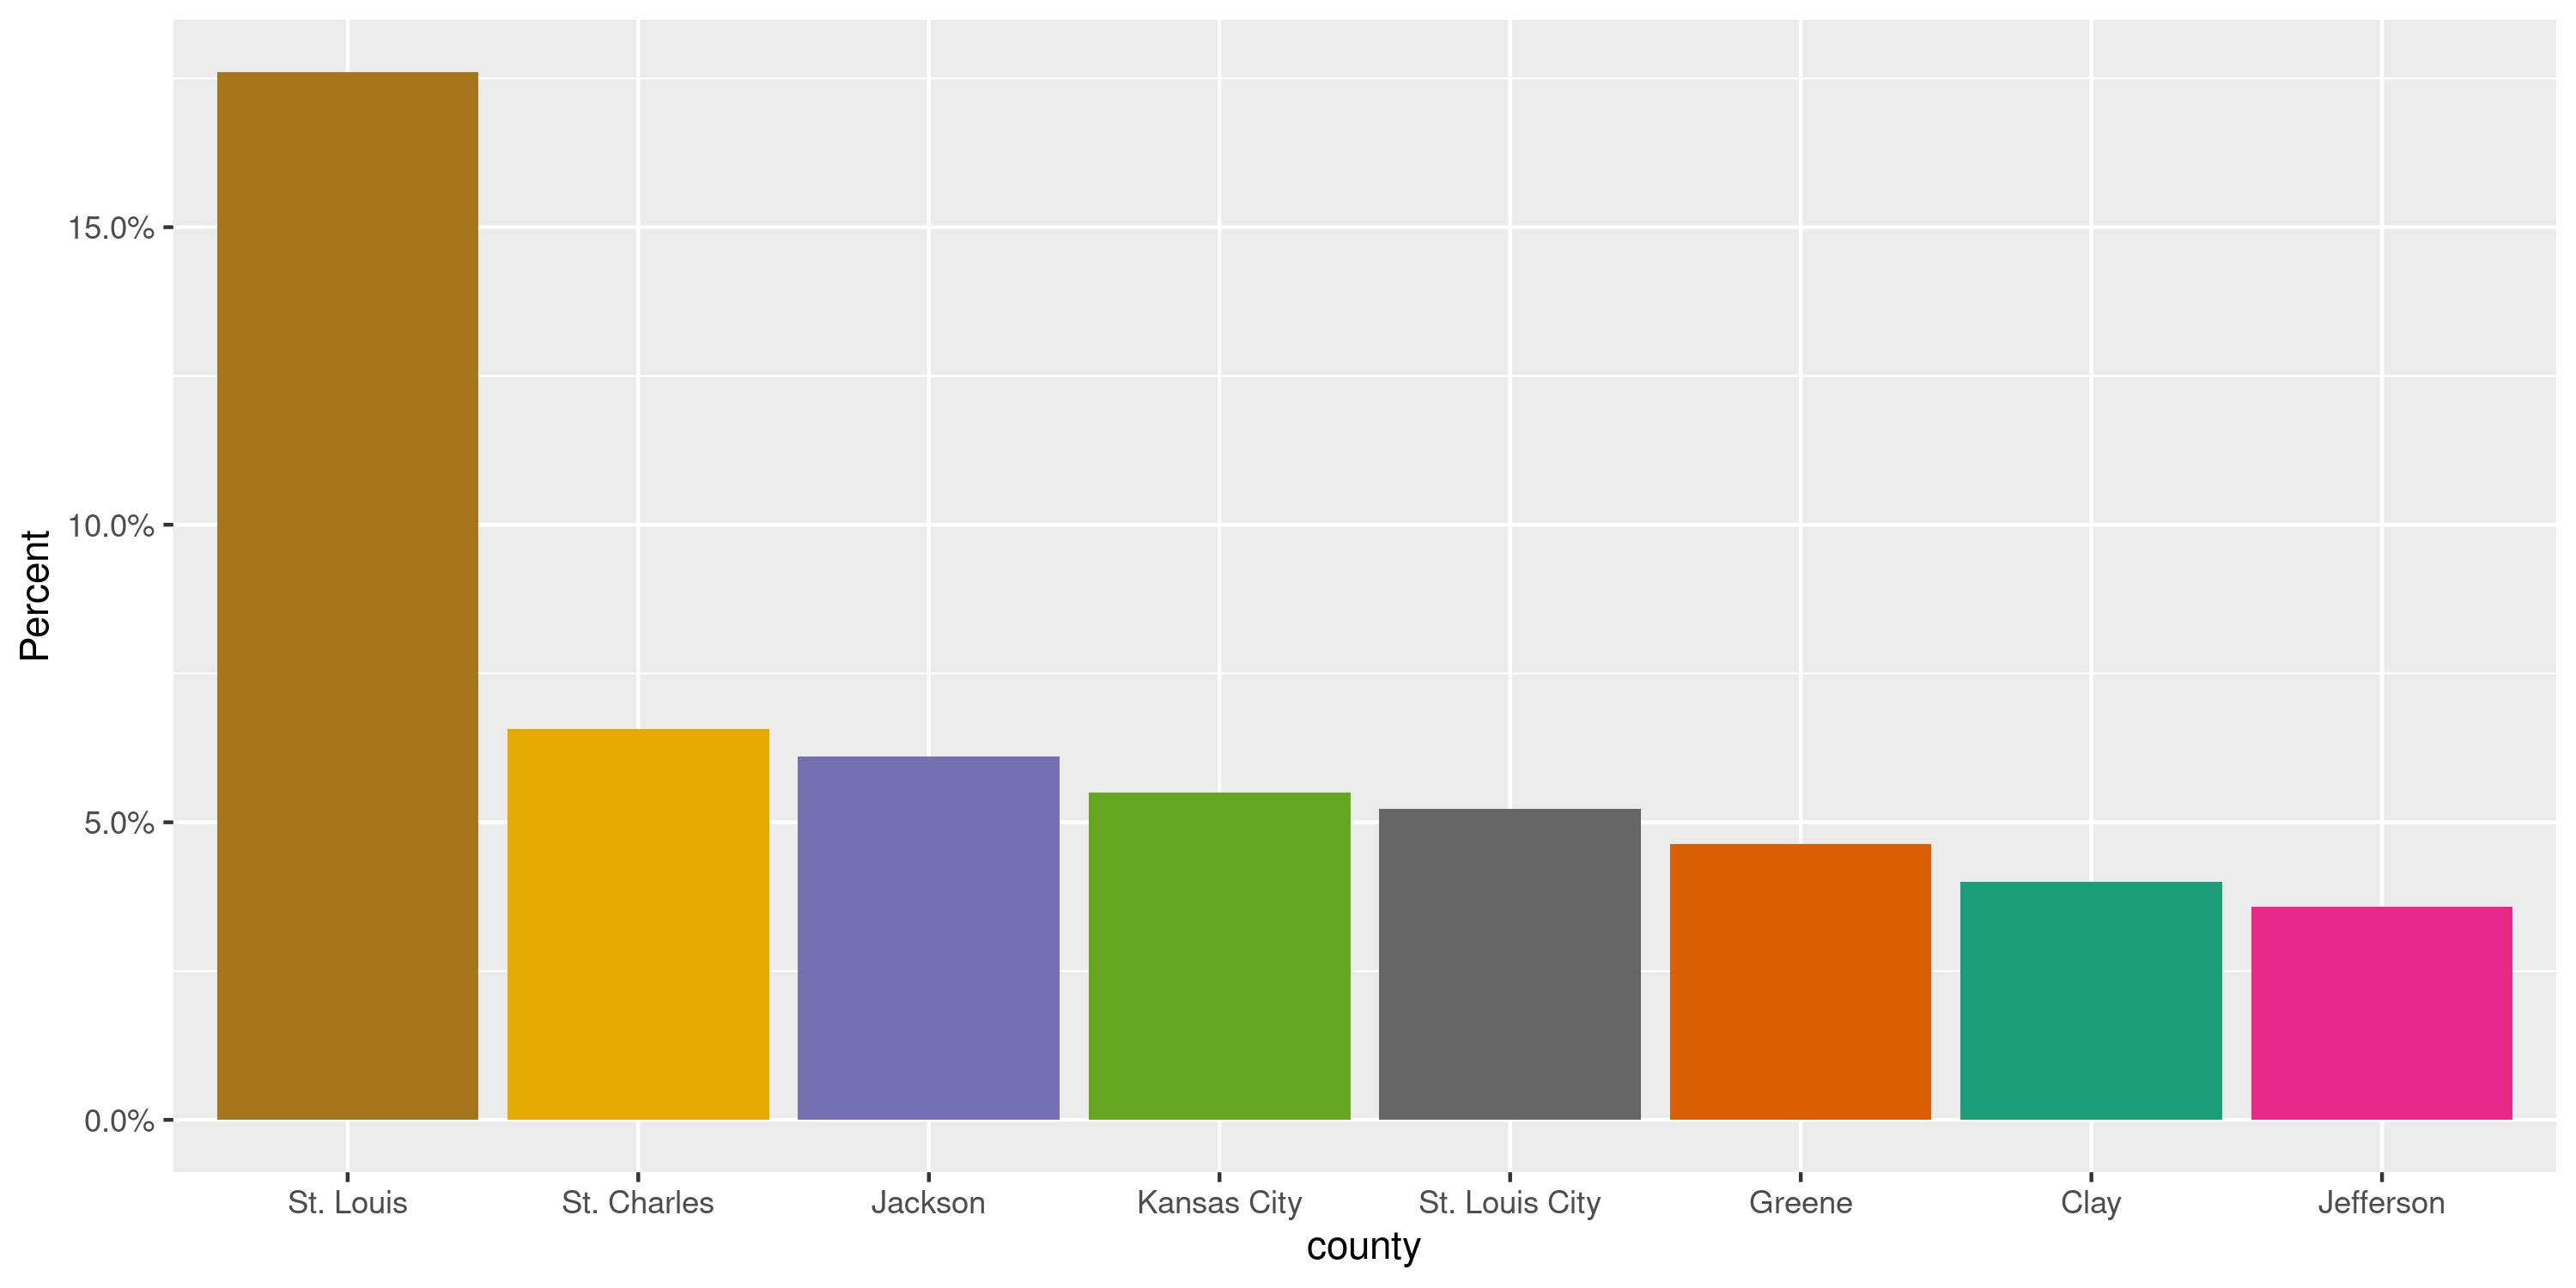 Percent
15.0%
10.0%
5.0%
0.0%
St. Louis St. Charles Jackson Kansas City St. Louis City Greene Clay Jefferson
county